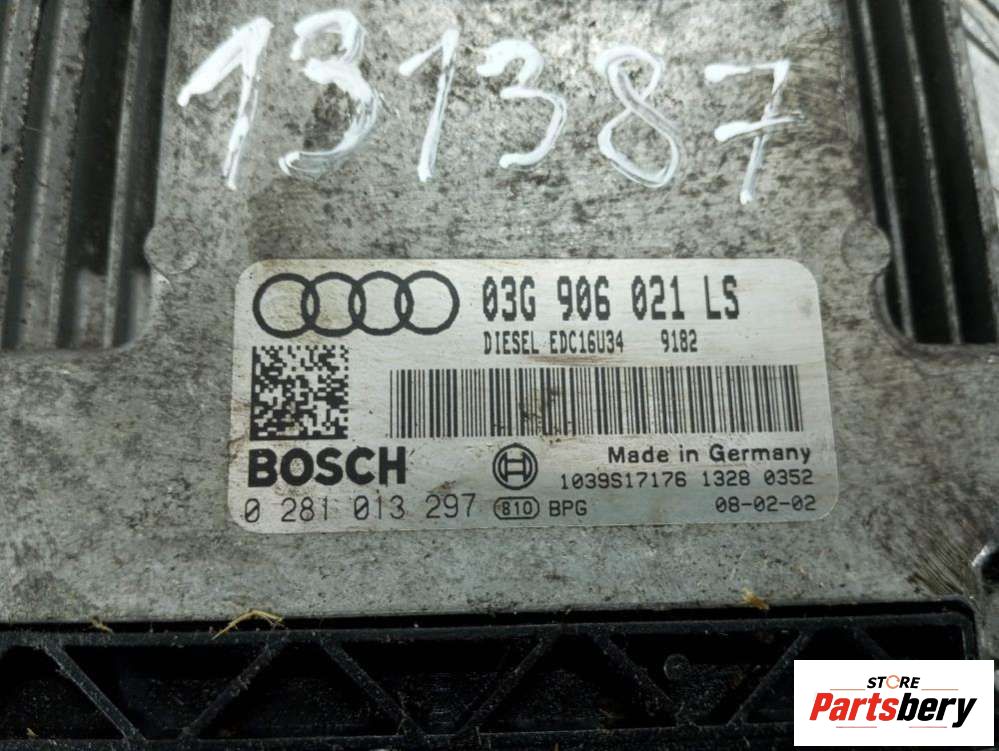 131387
03G 906 021 LS
DIESEL EDC16U34 9182
BOSCH
Made in Germany
1039S17176 1328 0352
0 281 013 297 810 BPG 08-02-02
STORE
Partsbery